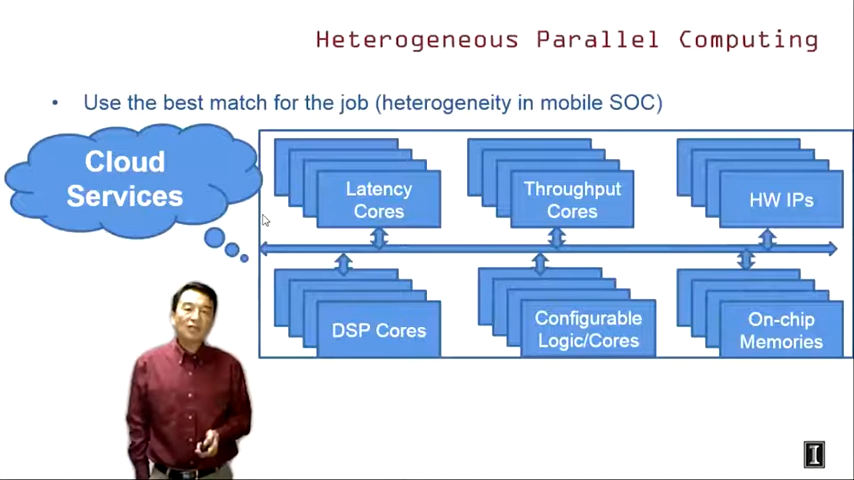 Heterogeneous Parallel Computing
• Use the best match for the job (heterogeneity in mobile SOC)
Cloud
Services
Latency
Cores
Throughput
Cores
HW IPs
DSP Cores
Configurable
Logic/Cores
On-chip
Memories
I